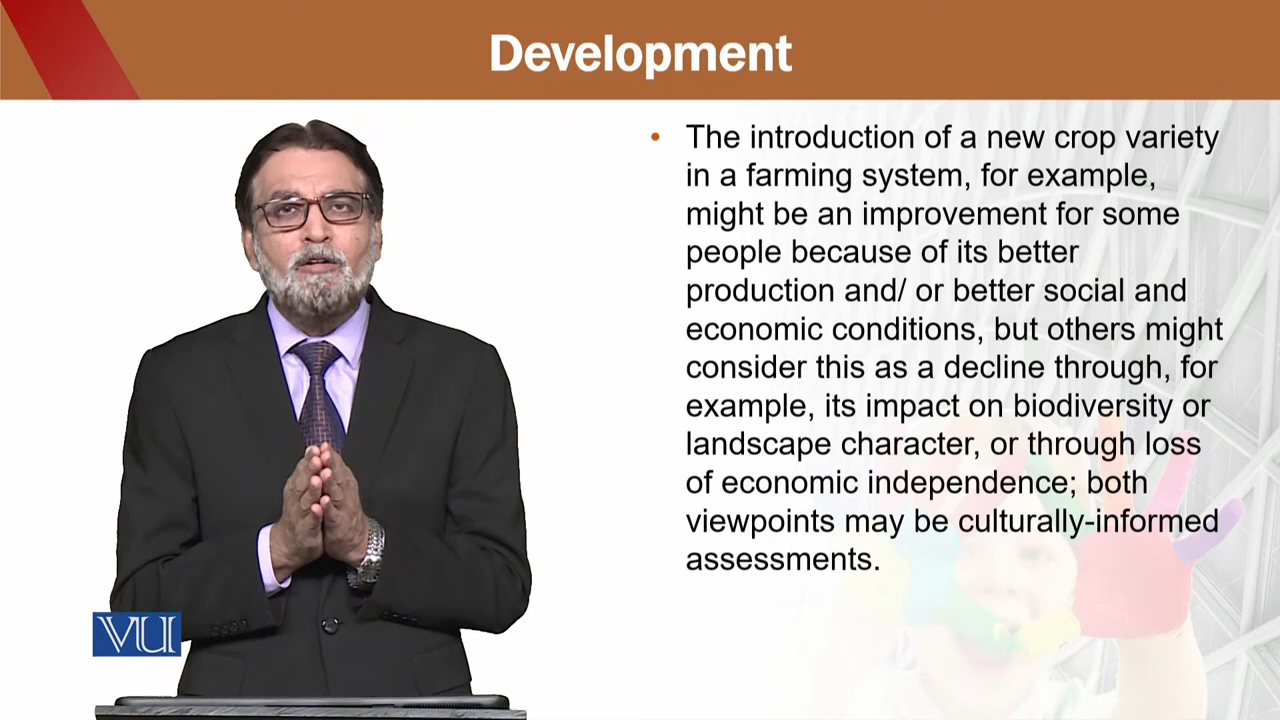 Development
• The introduction of a new crop variety
in a farming system, for example,
might be an improvement for some
people because of its better
production and/ or better social and
economic conditions, but others might
consider this as a decline through, for
example, its impact on biodiversity or
landscape character, or through loss
of economic independence; both
viewpoints may be culturally-informed
assessments.
VU